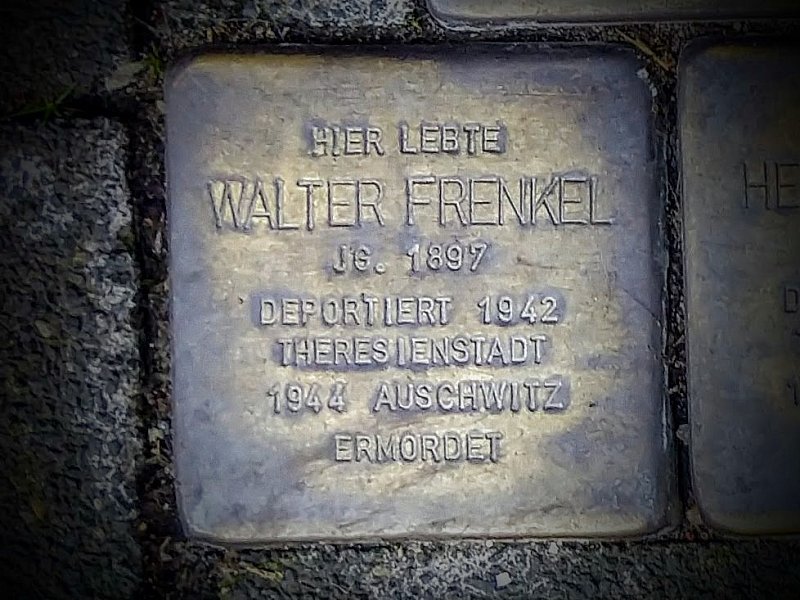 HIER LEBTE
WALTER FRENKEL
JG. 1897
DEPORTIERT 1942
THERESIENSTADT
1944 AUSCHWITZ
ERMORDET